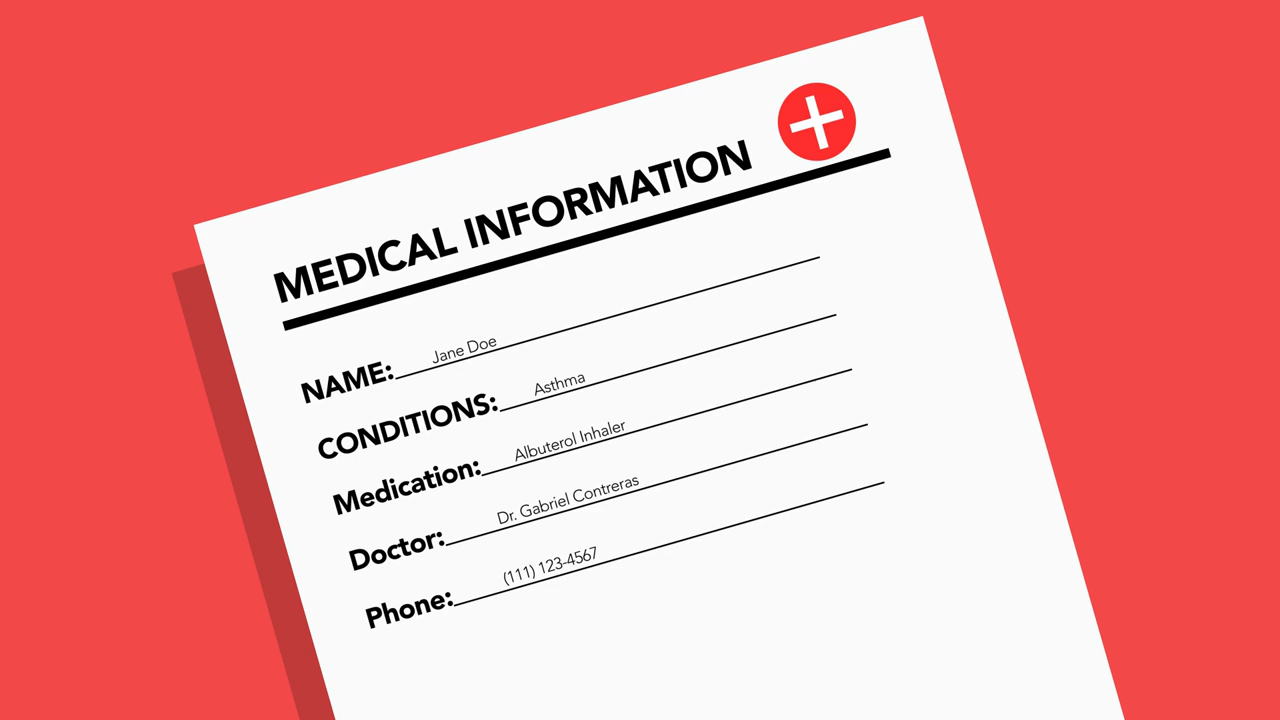 MEDICAL INFORMATION
NAME: Jane Doe
CONDITIONS: Asthma
Medication: Albuterol Inhaler
Doctor: Dr. Gabriel Contreras
Phone: (111) 123-4567